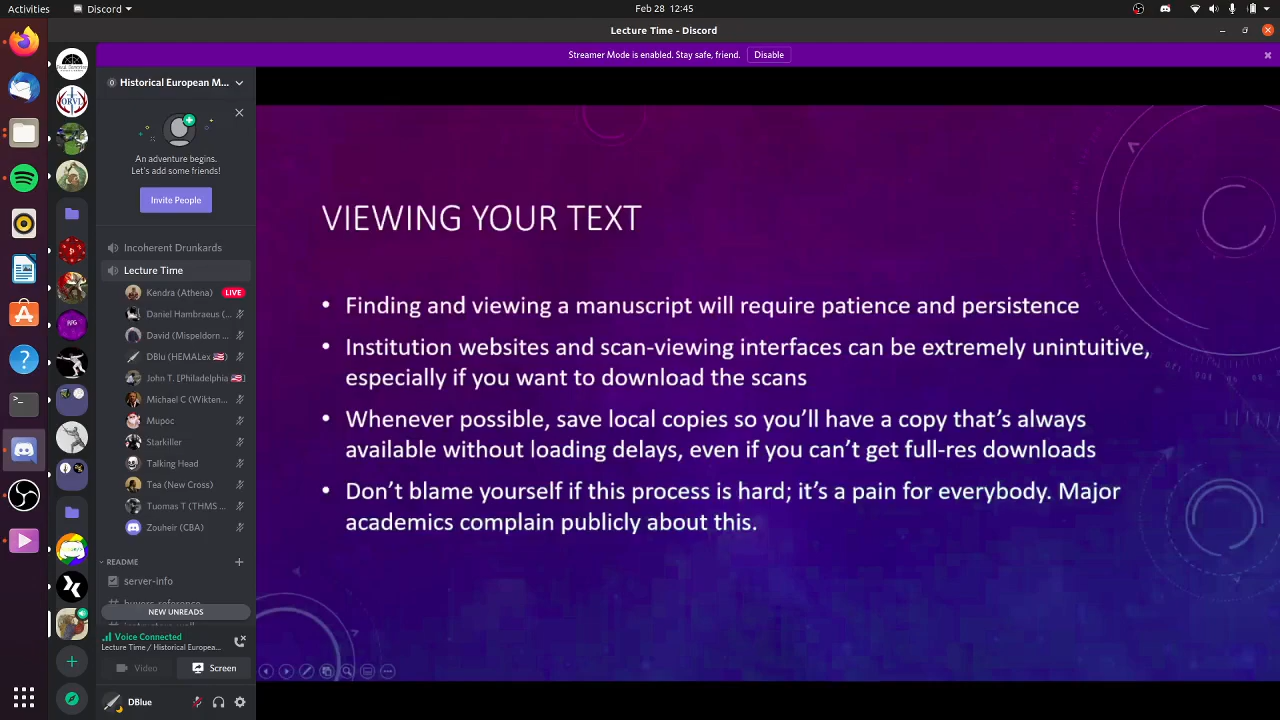 Activities
Discord
Feb 28 12:45
Lecture Time - Discord
Streamer Mode is enabled. Stay safe, friend.
Disable
Historical European M...
An adventure begins.
Let's add some friends!
Invite People
Incoherent Drunkards
Lecture Time
Kendra (Athena) LIVE
Daniel Hambraeus (...
David (Mispeldorn ...
DBlu (HEMALex
John T. [Philadelphia
Michael C (Wikten...
Mupoc
Starkiller
Talking Head
Tea (New Cross)
Tuomas T (THMS ...
Zouheir (CBA)
README
server-info
NEW UNREADS
Voice Connected
Lecture Time / Historical Europea...
Video
Screen
DBlue
VIEWING YOUR TEXT
• Finding and viewing a manuscript will require patience and persistence
• Institution websites and scan-viewing interfaces can be extremely unintuitive,
especially if you want to download the scans
• Whenever possible, save local copies so you'll have a copy that's always
available without loading delays, even if you can't get full-res downloads
• Don't blame yourself if this process is hard; it's a pain for everybody. Major
academics complain publicly about this.